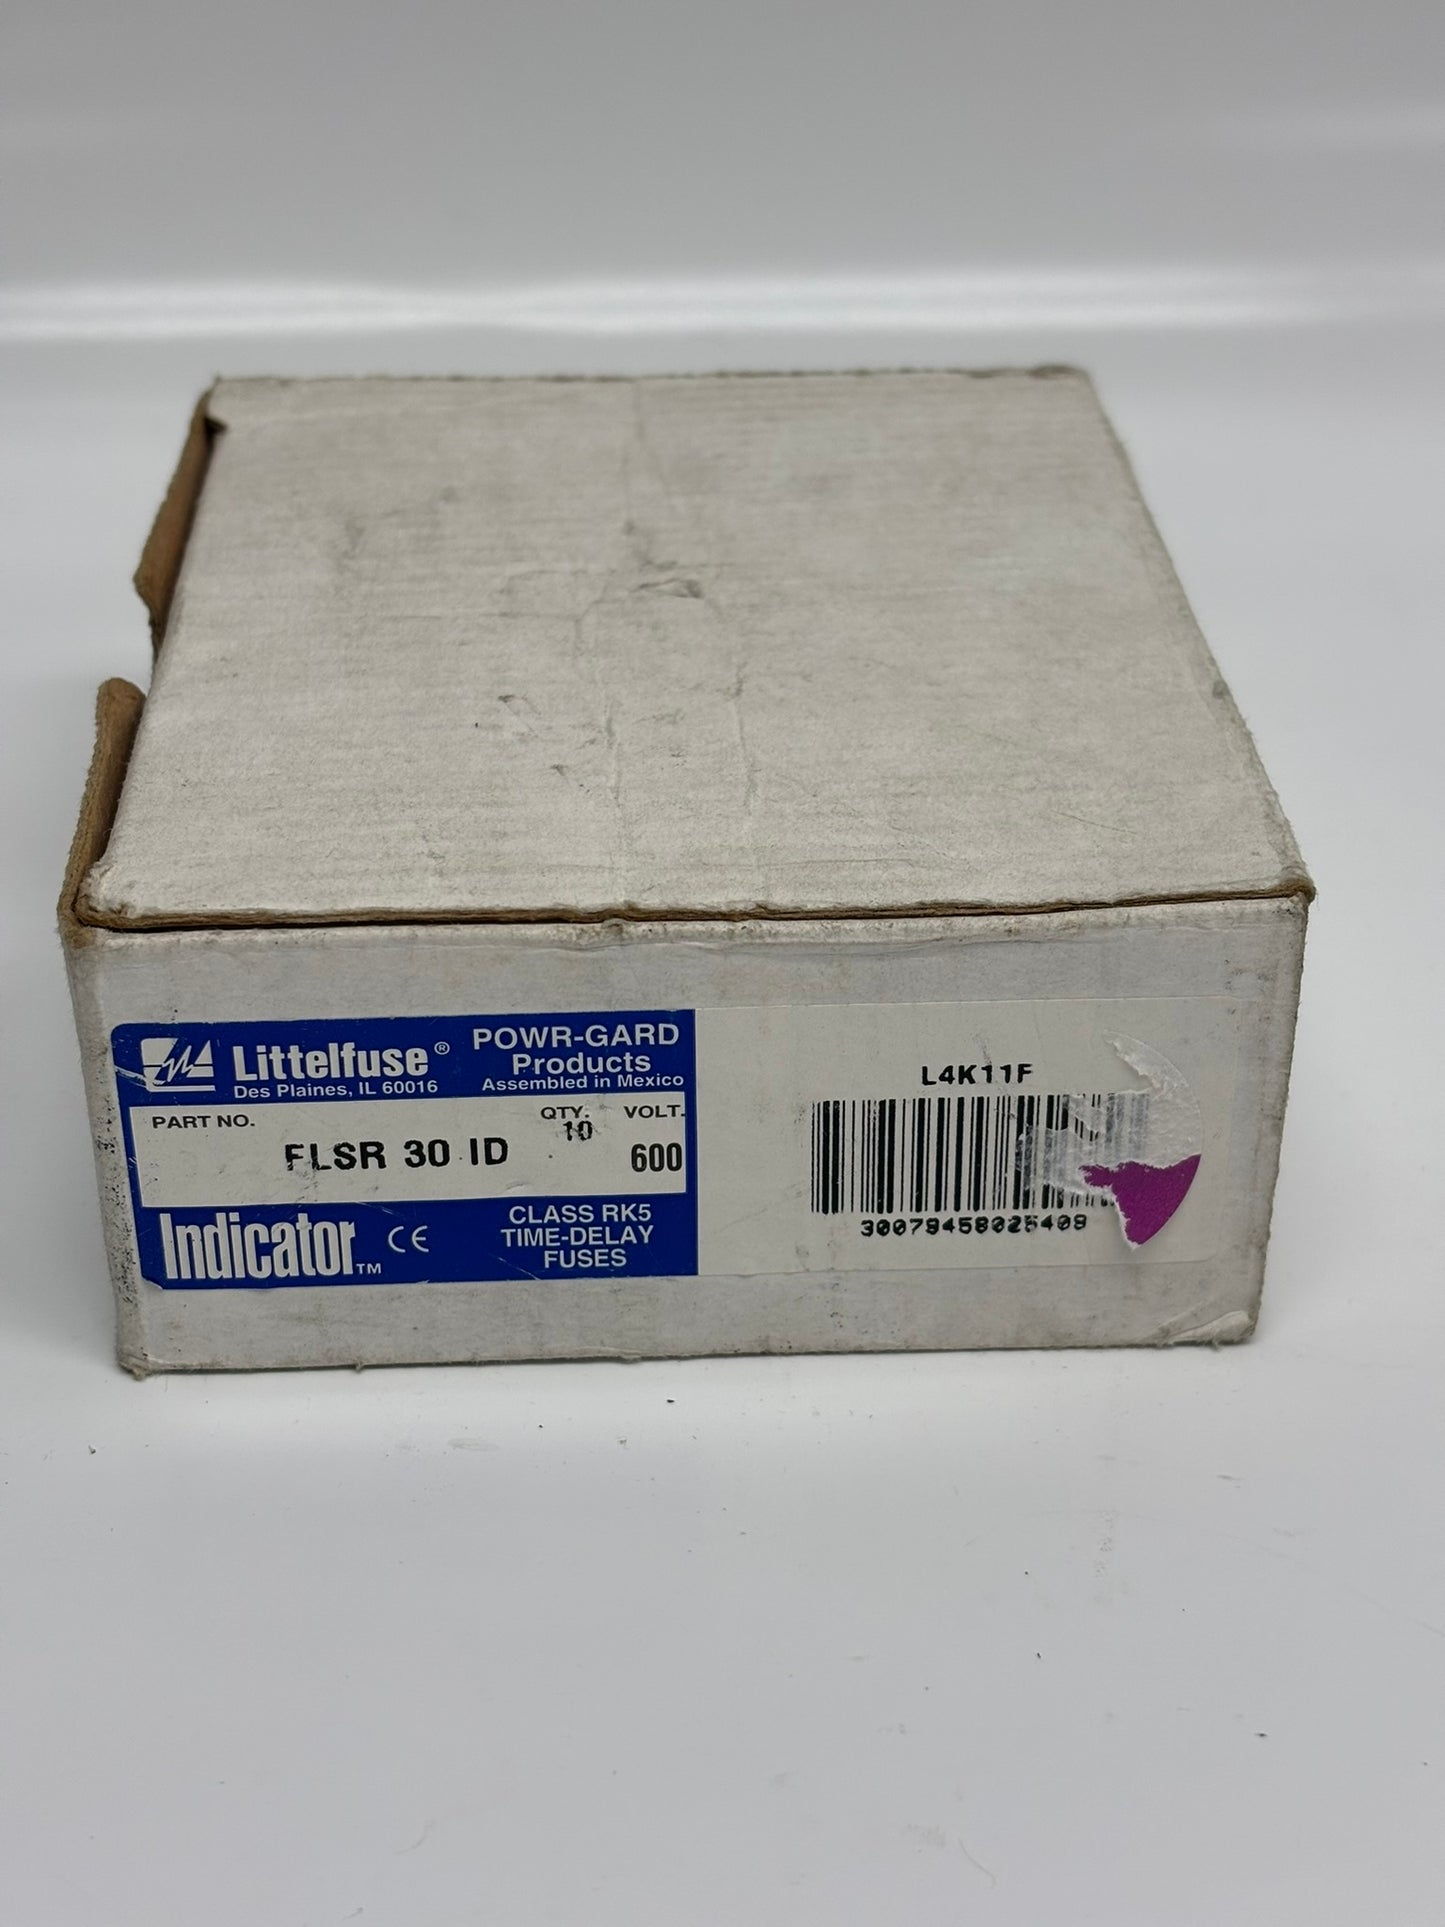 Littelfuse®
Des Plaines, IL 60016
POWR-GARD
Products
Assembled in Mexico
PART NO.
QTY.
VOLT.
FLSR 30 ID
10
600
Indicator™
CE
CLASS RK5
TIME-DELAY
FUSES
L4K11F
30079458025409